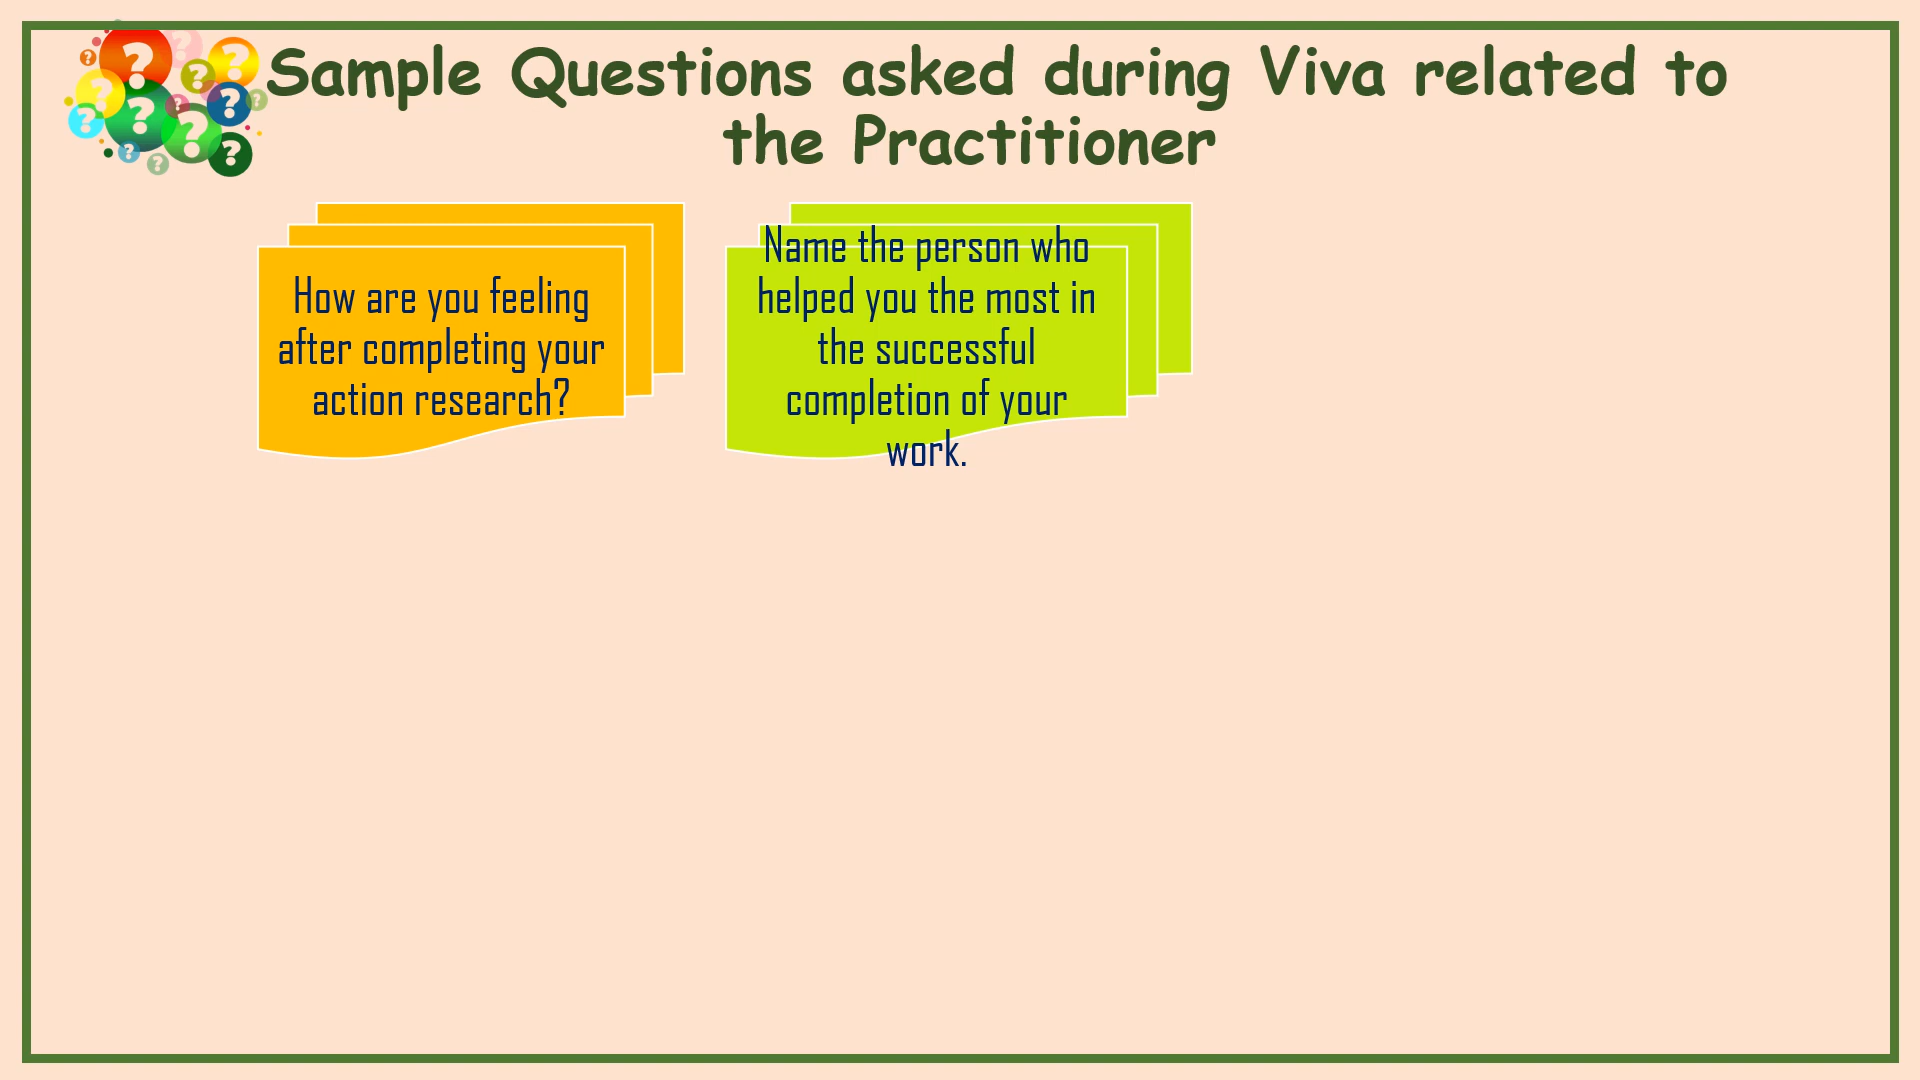 Sample Questions asked during Viva related to
the Practitioner
How are you feeling
after completing your
action research?
Name the person who
helped you the most in
the successful
completion of your
work.